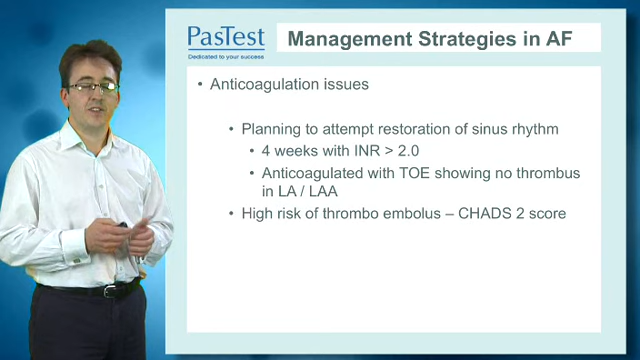 PasTest
Dedicated to your success
Management Strategies in AF
• Anticoagulation issues
• Planning to attempt restoration of sinus rhythm
• 4 weeks with INR > 2.0
• Anticoagulated with TOE showing no thrombus
in LA / LAA
• High risk of thrombo embolus – CHADS 2 score